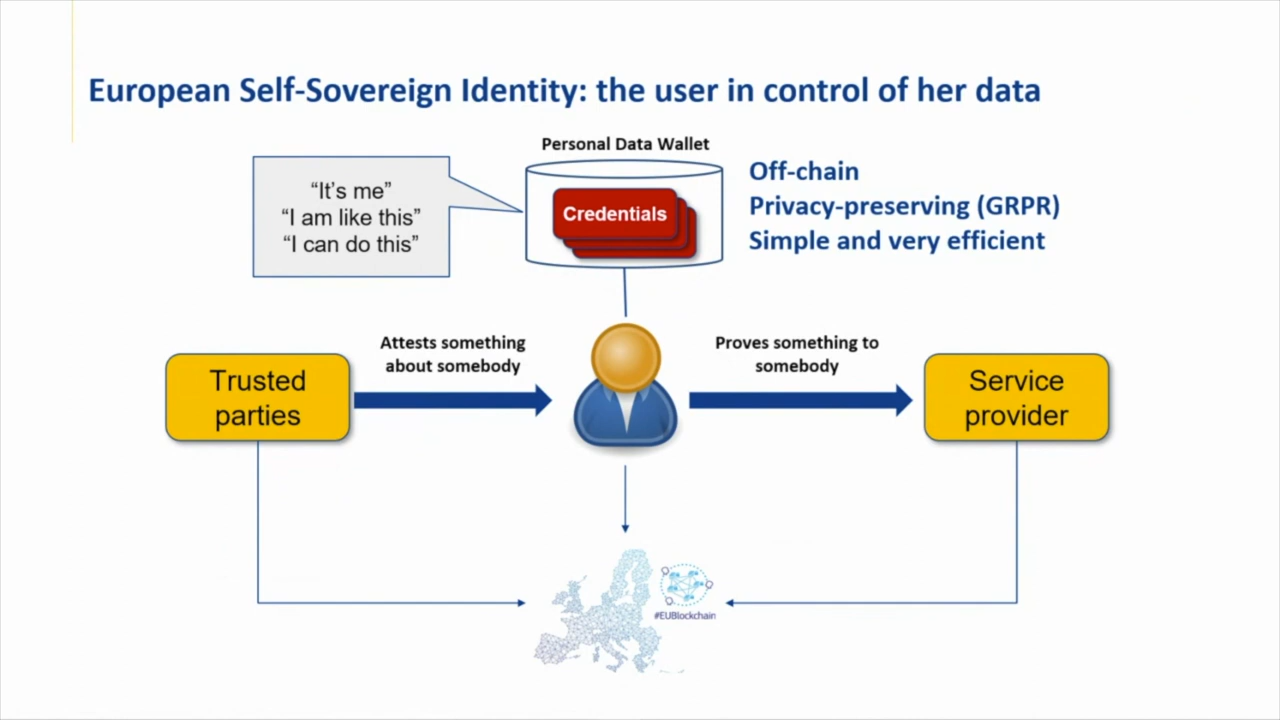 European Self-Sovereign Identity: the user in control of her data
Personal Data Wallet
“It’s me”
“I am like this”
“I can do this”
Credentials
Off-chain
Privacy-preserving (GRPR)
Simple and very efficient
Attests something
about somebody
Proves something to
somebody
Trusted
parties
Service
provider
#EUBlockchain